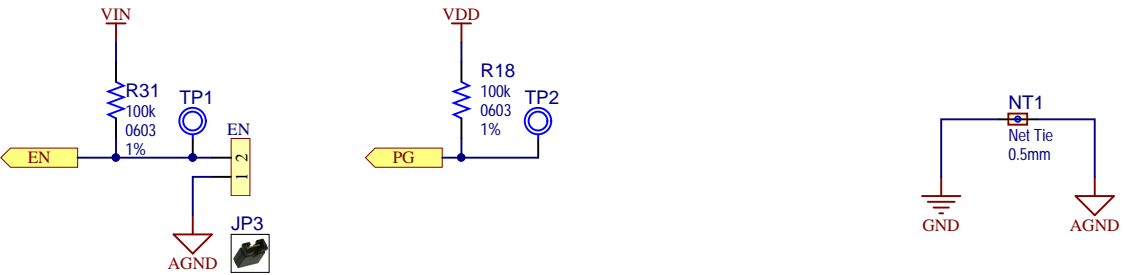 VIN
R31
100k
0603
1%
TP1
EN
EN
2
1
AGND
JP3
VDD
R18
100k
0603
1%
TP2
PG
NT1
Net Tie
0.5mm
GND
AGND